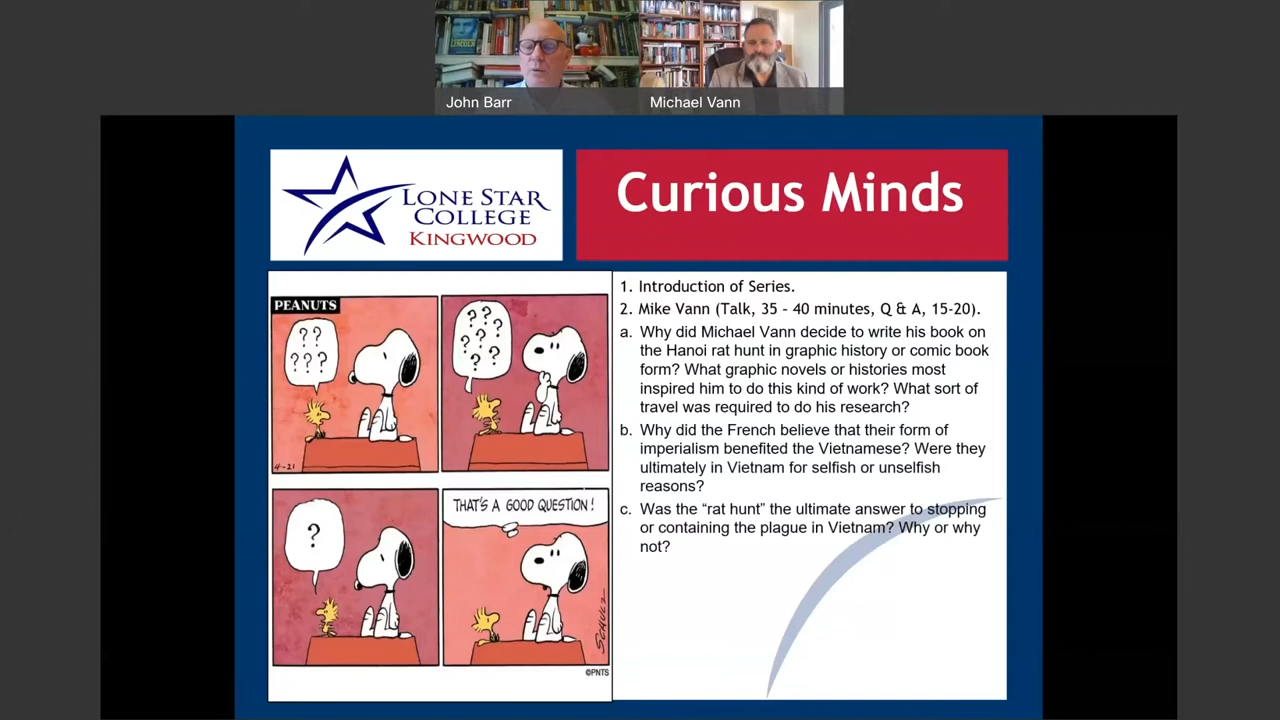 LINCOLN
John Barr
Michael Vann
LONE STAR
COLLEGE
KINGWOOD
Curious Minds
PEANUTS
? ?
? ? ?
4-21
? ? ?
? ?
? ?
?
?
THAT'S A GOOD QUESTION!
SCHULZ
©PNTS
1. Introduction of Series.
2. Mike Vann (Talk, 35 – 40 minutes, Q & A, 15-20).
a. Why did Michael Vann decide to write his book on
the Hanoi rat hunt in graphic history or comic book
form? What graphic novels or histories most
inspired him to do this kind of work? What sort of
travel was required to do his research?
b. Why did the French believe that their form of
imperialism benefited the Vietnamese? Were they
ultimately in Vietnam for selfish or unselfish
reasons?
c. Was the “rat hunt” the ultimate answer to stopping
or containing the plague in Vietnam? Why or why
not?